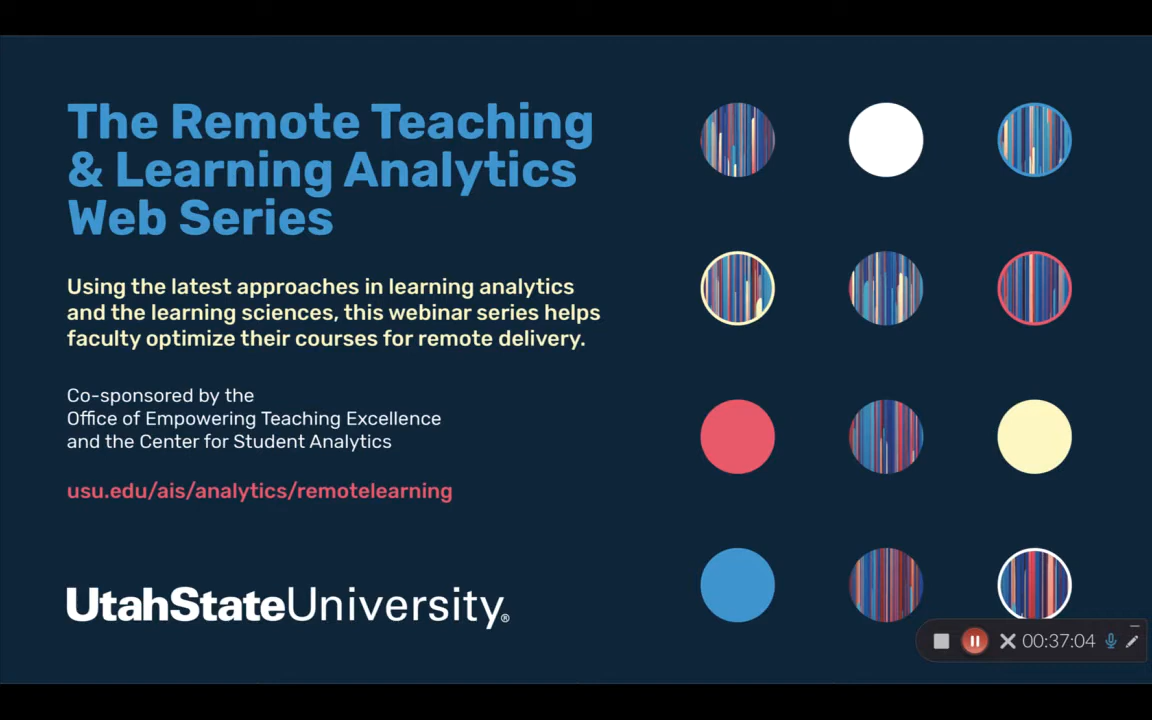 The Remote Teaching
& Learning Analytics
Web Series
Using the latest approaches in learning analytics
and the learning sciences, this webinar series helps
faculty optimize their courses for remote delivery.
Co-sponsored by the
Office of Empowering Teaching Excellence
and the Center for Student Analytics
usu.edu/ais/analytics/remotelearning
UtahStateUniversity®
00:37:04